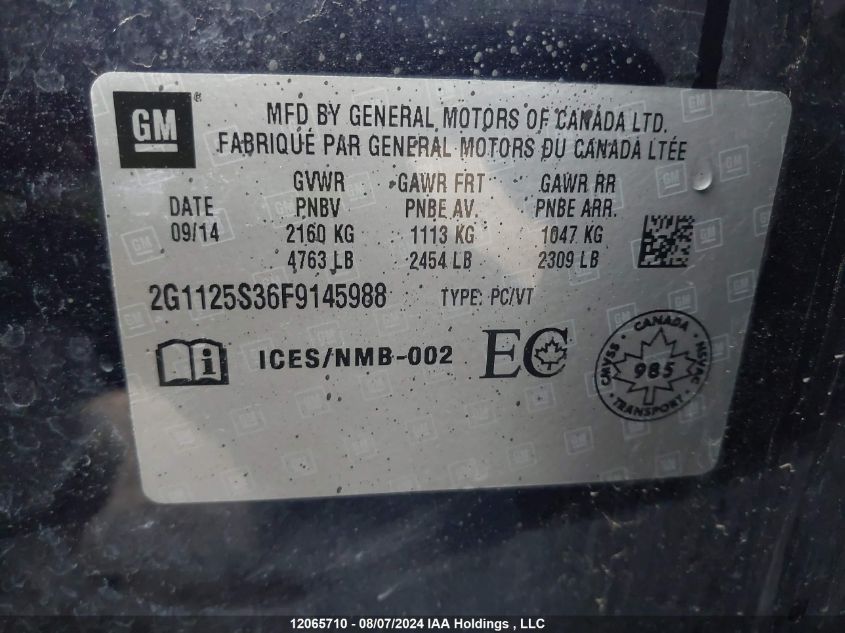 GM®
MFD BY GENERAL MOTORS OF CANADA LTD.
FABRIQUÉ PAR GENERAL MOTORS DU CANADA LTÉE
GVWR GAWR FRT GAWR RR
DATE PNBV PNBE AV. PNBE ARR.
09/14 2160 KG 1113 KG 1047 KG
4763 LB 2454 LB 2309 LB
2G1125S36F9145988 TYPE: PC/VT
i ICES/NMB-002 EC
CANADA
CMVSS 985 NSVAC
TRANSPORT
12065710 - 08/07/2024 IAA Holdings , LLC